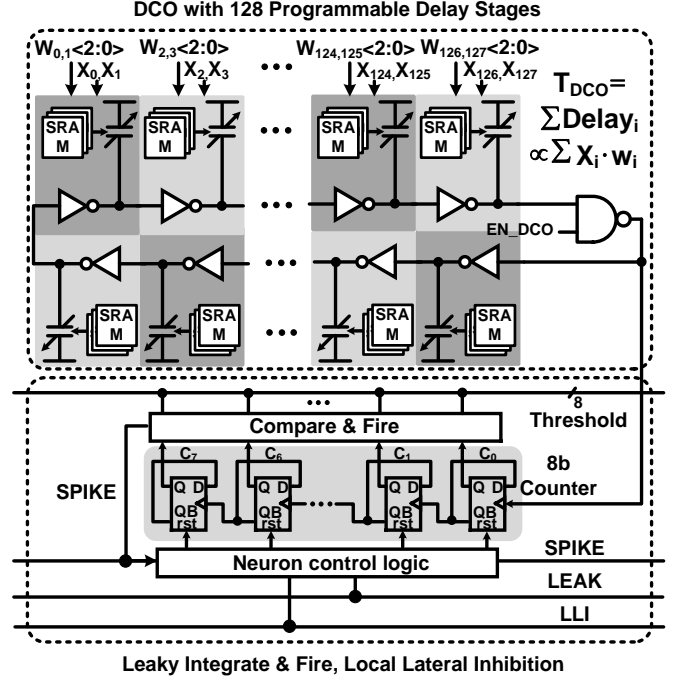 DCO with 128 Programmable Delay Stages
W0,1<2:0> W2,3<2:0> W124,125<2:0> W126,127<2:0>
X0,X1 X2,X3 ••• X124,X125 X126,X127
TDCO=
∑Delayi
∝∑ Xi·wi
SRA
M
SRA
M
•••
SRA
M
SRA
M
•••
EN_DCO
•••
SRA
M
SRA
M
•••
SRA
M
SRA
M
... 8
Compare & Fire Threshold
C7 C6 C1 C0 8b
SPIKE Counter
Q D Q D Q D Q D
QB QB QB QB
rst rst rst rst
SPIKE
Neuron control logic
LEAK
LLI
Leaky Integrate & Fire, Local Lateral Inhibition